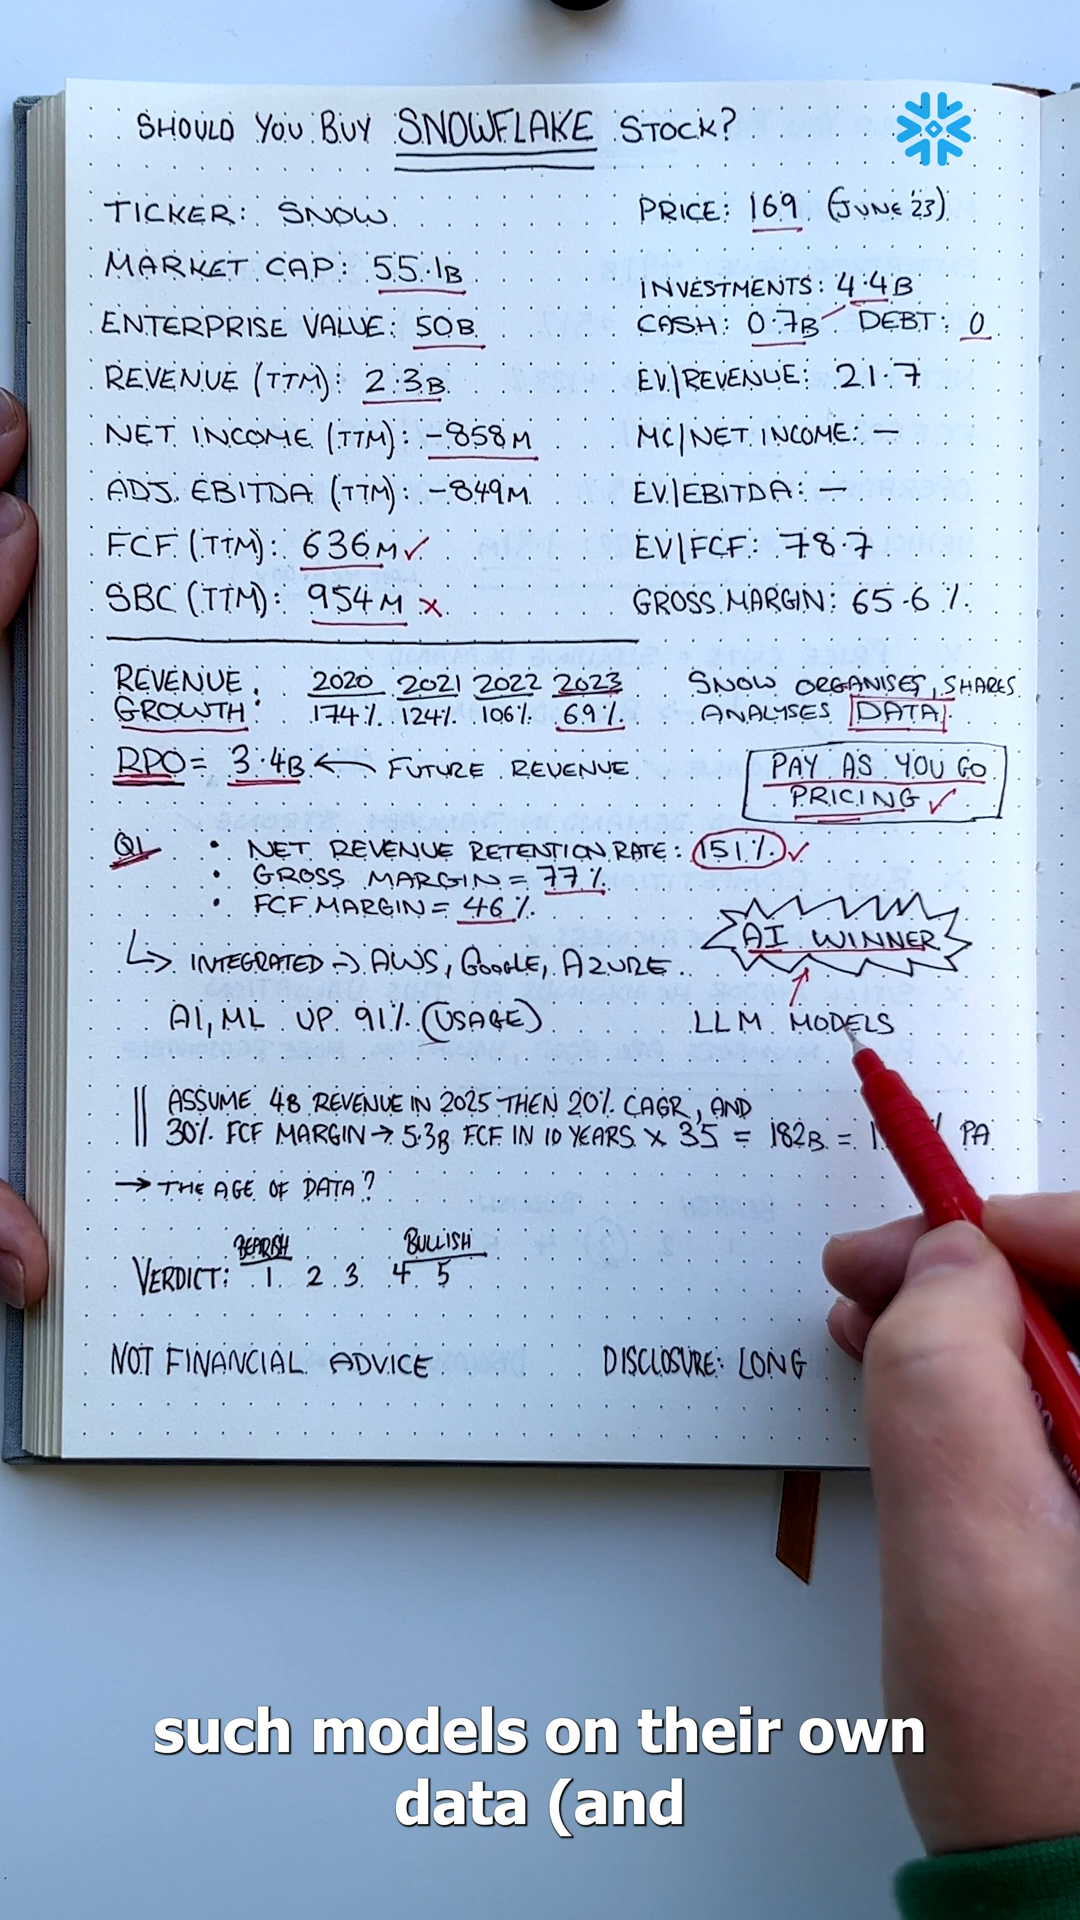 SHOULD YOU BUY SNOWFLAKE STOCK?
TICKER: SNOW
PRICE: 169 (JUNE 23)
MARKET CAP: 55.1B
INVESTMENTS: 4.4B
ENTERPRISE VALUE: 50B
CASH: 0.7B DEBT: 0
REVENUE (TTM): 2.3B
EV/REVENUE: 21.7
NET INCOME (TTM): -858M
MC/NET INCOME: -
ADJ. EBITDA (TTM): -849M
EV/EBITDA: -
FCF (TTM): 636M ✓
EV/FCF: 78.7
SBC (TTM): 954M x
GROSS MARGIN: 65.6%
REVENUE GROWTH:
2020 2021 2022 2023
174% 124% 106% 69%
SNOW ORGANISES, SHARES
ANALYSES DATA
RPO = 3.4B ← FUTURE REVENUE
PAY AS YOU GO
PRICING ✓
Q1
• NET REVENUE RETENTION RATE: 151% ✓
• GROSS MARGIN = 77%
• FCF MARGIN = 46%
AI WINNER
↳ INTEGRATED → AWS, GOOGLE, AZURE
AI, ML UP 91% (USAGE)
LLM MODELS
ASSUME 4B REVENUE IN 2025 THEN 20% CAGR, AND
30% FCF MARGIN → 5.3B FCF IN 10 YEARS X 35 = 182B = PA
→ THE AGE OF DATA?
BEARISH BULLISH
VERDICT: 1 2 3 4 5
NOT FINANCIAL ADVICE
DISCLOSURE: LONG
such models on their own
data (and